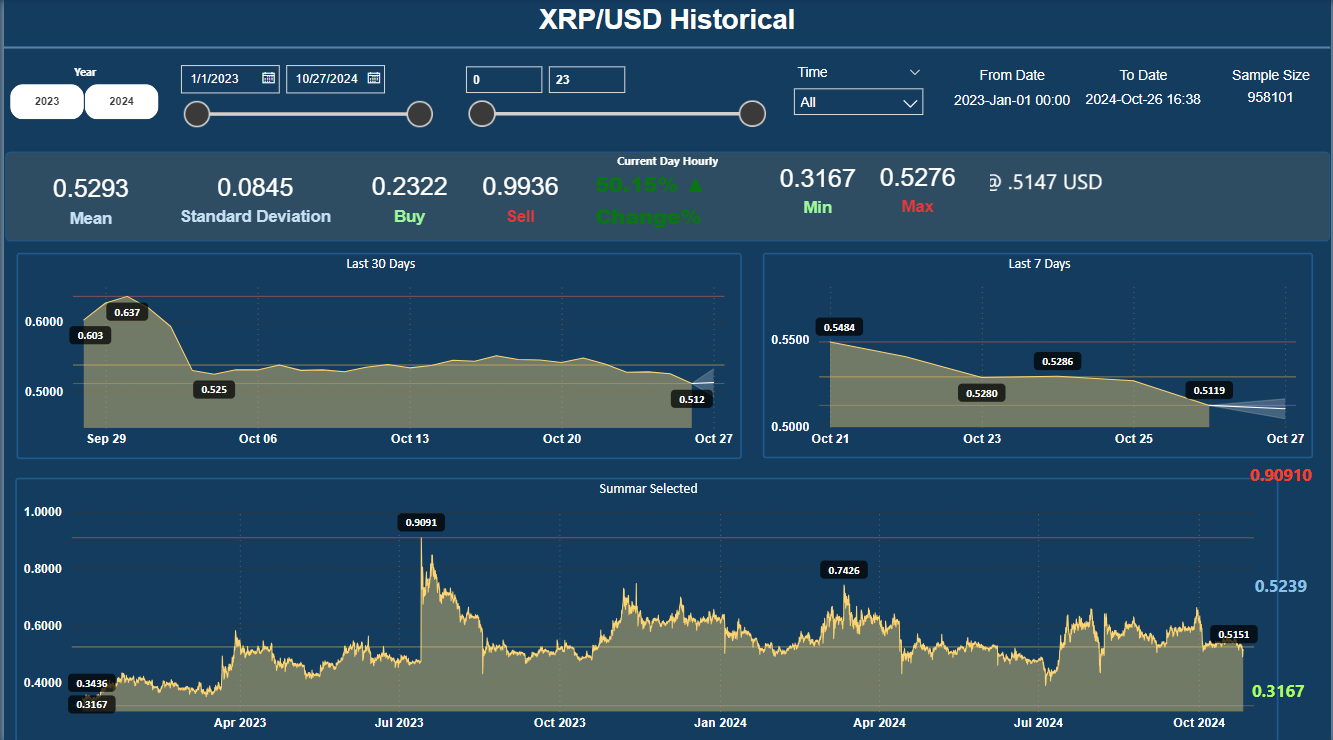 XRP/USD Historical
Year
2023
2024
1/1/2023
10/27/2024
0
23
Time
All
From Date
2023-Jan-01 00:00
To Date
2024-Oct-26 16:38
Sample Size
958101
0.5293
Mean
0.0845
Standard Deviation
0.2322
Buy
0.9936
Sell
Current Day Hourly
50.15% ▲
Change%
0.3167
Min
0.5276
Max
@ .5147 USD
Last 30 Days
0.6000
0.5000
0.603
0.637
0.525
0.512
Sep 29
Oct 06
Oct 13
Oct 20
Oct 27
Last 7 Days
0.5500
0.5000
0.5484
0.5280
0.5286
0.5119
Oct 21
Oct 23
Oct 25
Oct 27
Summar Selected
0.90910
1.0000
0.8000
0.6000
0.4000
0.9091
0.7426
0.5239
0.5151
0.3436
0.3167
0.3167
Apr 2023
Jul 2023
Oct 2023
Jan 2024
Apr 2024
Jul 2024
Oct 2024